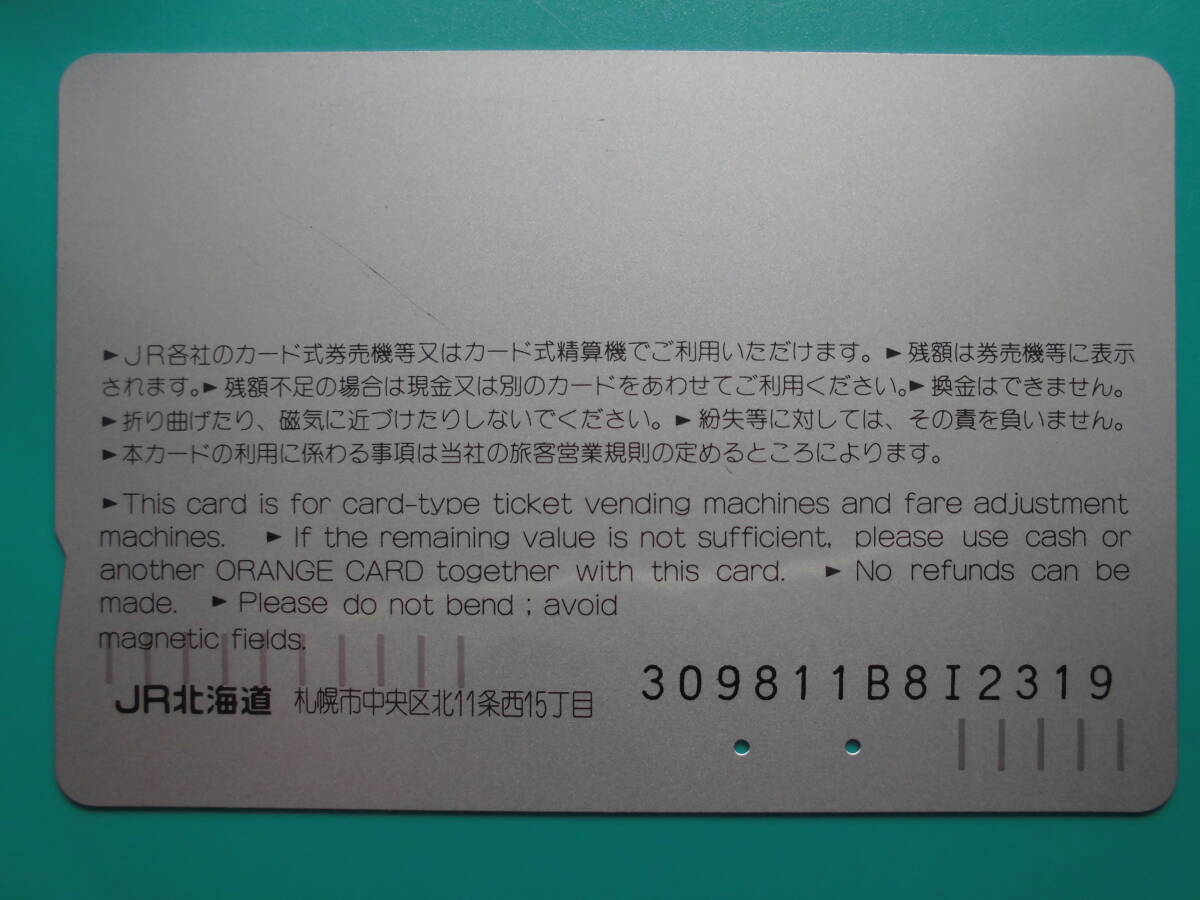 ►JR各社のカード式券売機等又はカード式精算機でご利用いただけます。►残額は券売機等に表示
されます。►残額不足の場合は現金又は別のカードをあわせてご利用ください。►換金はできません。
►折り曲げたり、磁気に近づけたりしないでください。►紛失等に対しては、その責を負いません。
►本カードの利用に係わる事項は当社の旅客営業規則の定めるところによります。
►This card is for card-type ticket vending machines and fare adjustment
machines. ►If the remaining value is not sufficient, please use cash or
another ORANGE CARD together with this card. ►No refunds can be
made. ►Please do not bend ; avoid
magnetic fields.
JR北海道 札幌市中央区北11条西15丁目
309811B8I2319